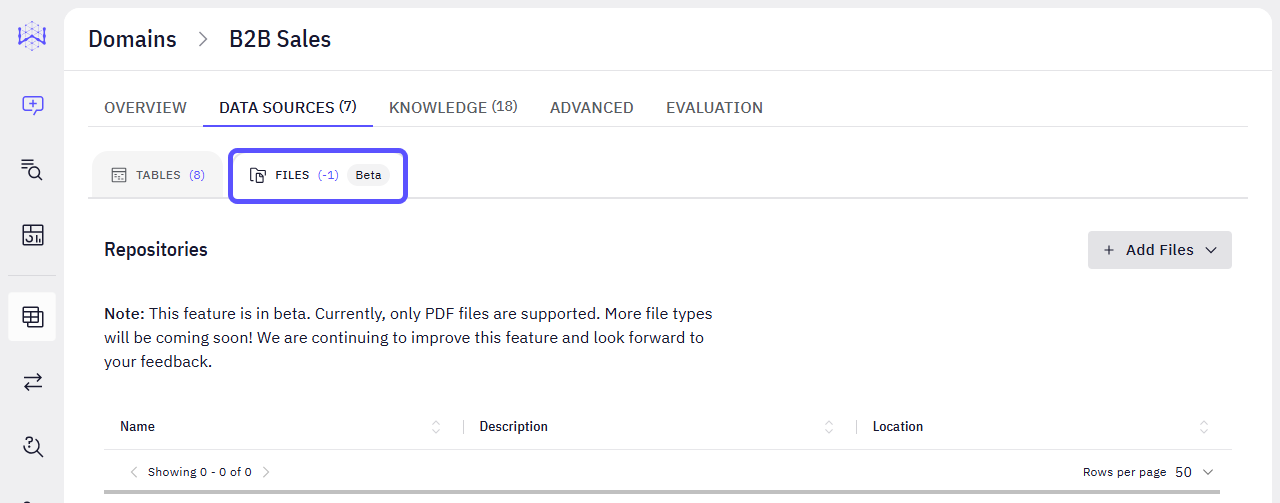 Domains > B2B Sales
OVERVIEW DATA SOURCES (7) KNOWLEDGE (18) ADVANCED EVALUATION
TABLES (8) FILES (-1) Beta
Repositories
+ Add Files
Note: This feature is in beta. Currently, only PDF files are supported. More file types
will be coming soon! We are continuing to improve this feature and look forward to
your feedback.
Name Description Location
Showing 0 - 0 of 0 Rows per page 50